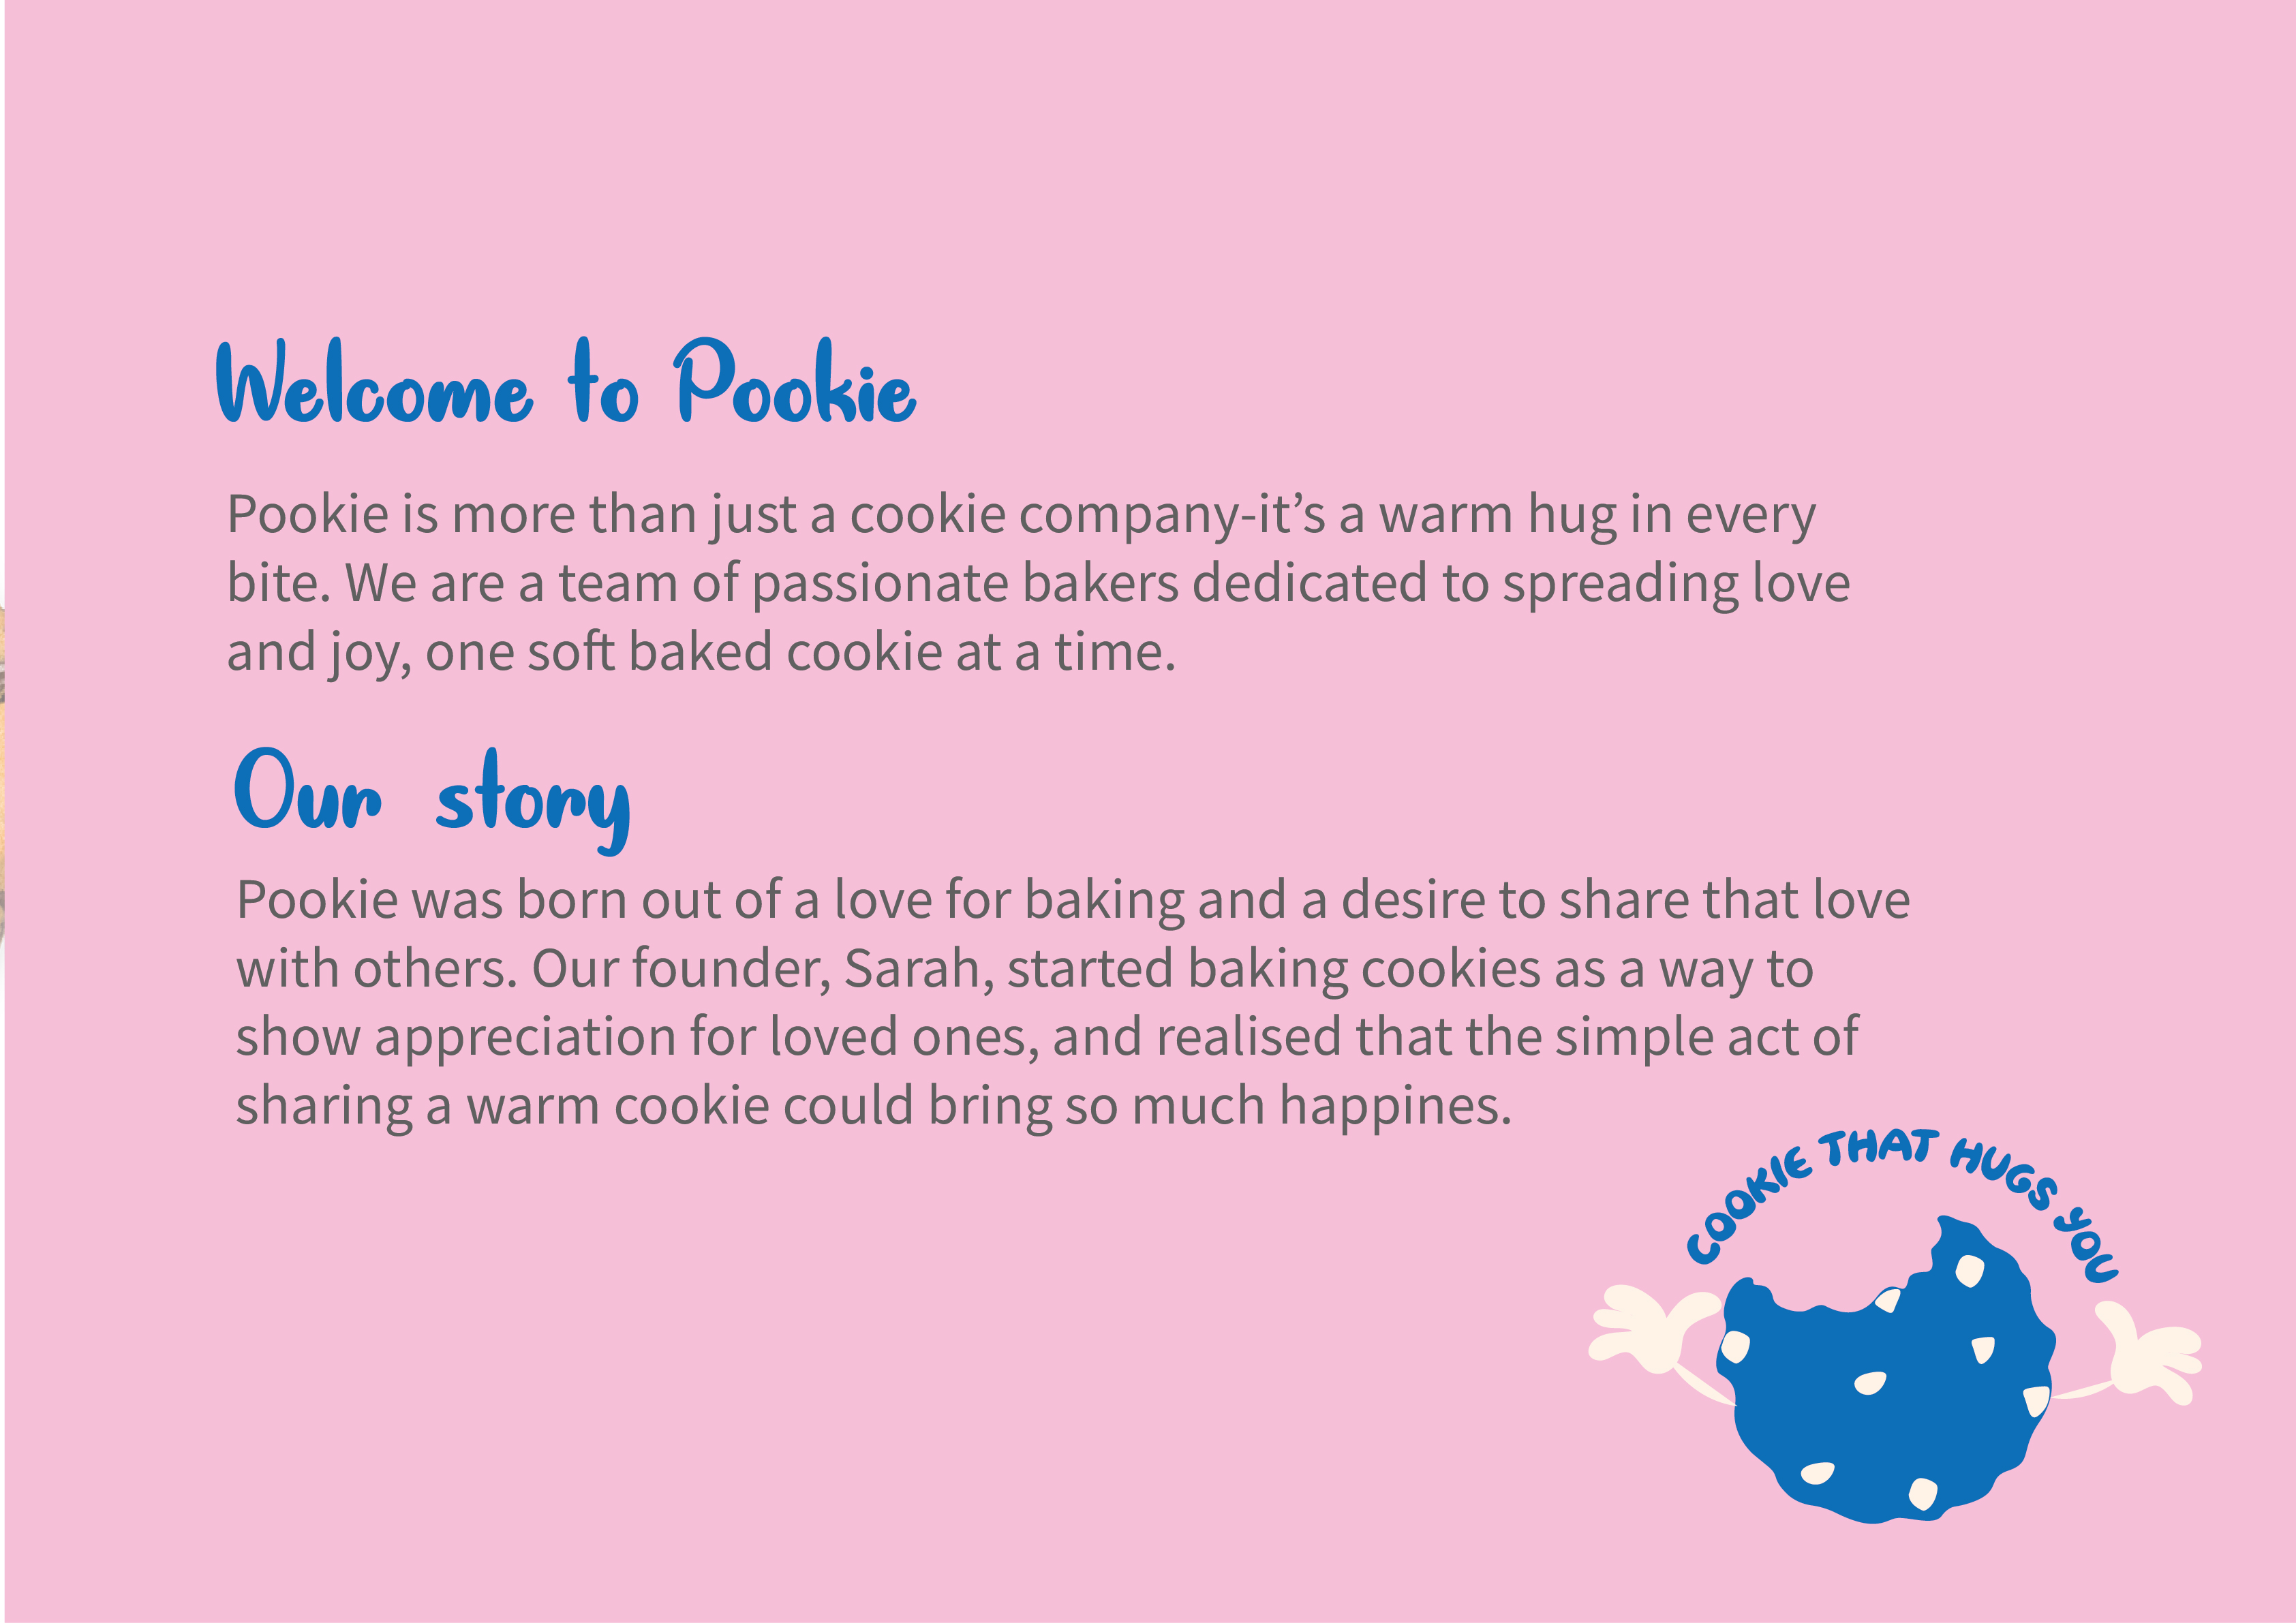 Welcome to Pookie
Pookie is more than just a cookie company-it’s a warm hug in every
bite. We are a team of passionate bakers dedicated to spreading love
and joy, one soft baked cookie at a time.
Our story
Pookie was born out of a love for baking and a desire to share that love
with others. Our founder, Sarah, started baking cookies as a way to
show appreciation for loved ones, and realised that the simple act of
sharing a warm cookie could bring so much happines.
COOKIE THAT HUGS YOU